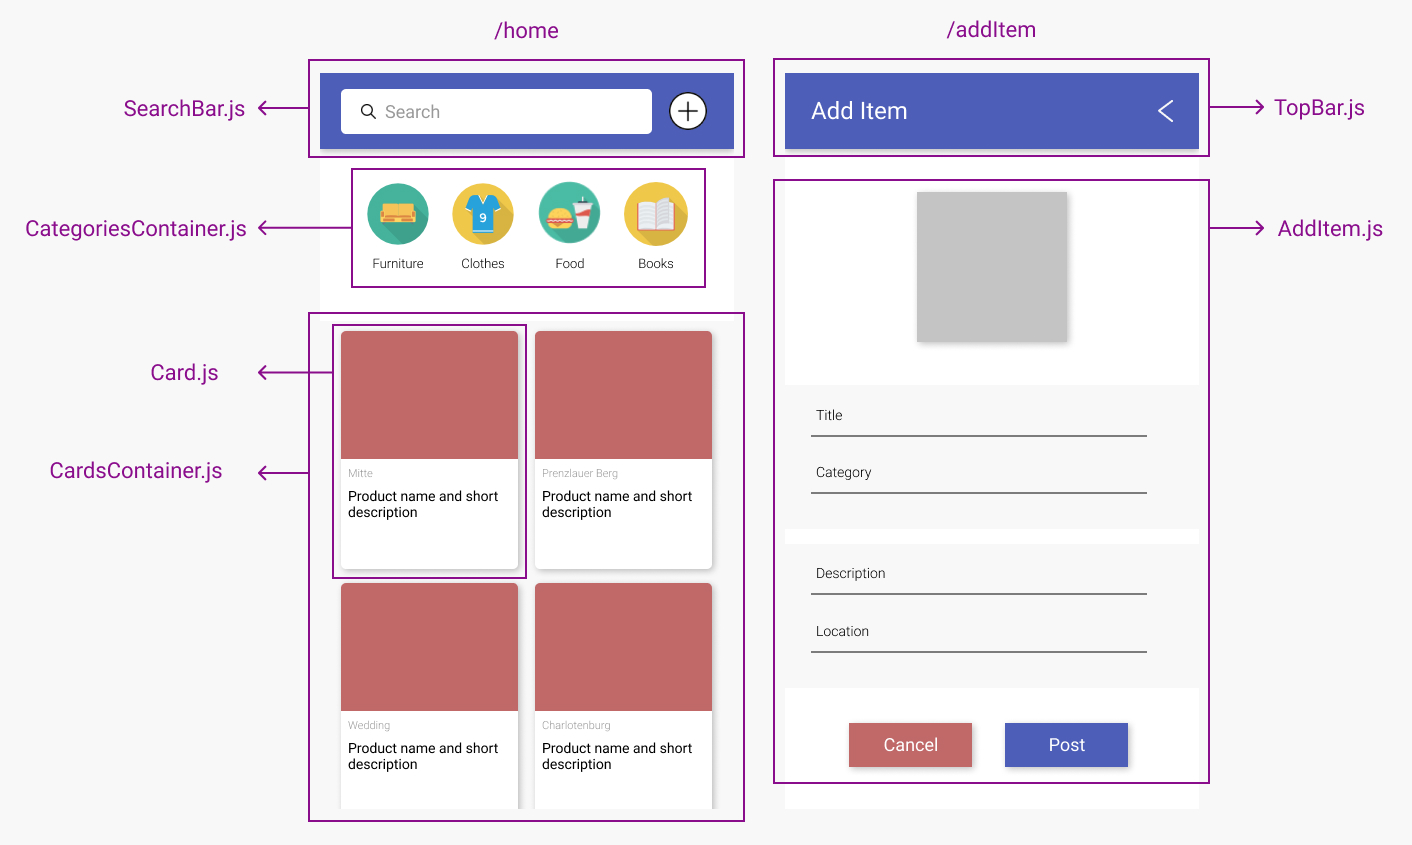 /home
/addItem
SearchBar.js
Search
Add Item
TopBar.js
CategoriesContainer.js
9
Furniture
Clothes
Food
Books
AddItem.js
Card.js
CardsContainer.js
Mitte
Product name and short
description
Prenzlauer Berg
Product name and short
description
Wedding
Product name and short
description
Charlotenburg
Product name and short
description
Title
Category
Description
Location
Cancel
Post